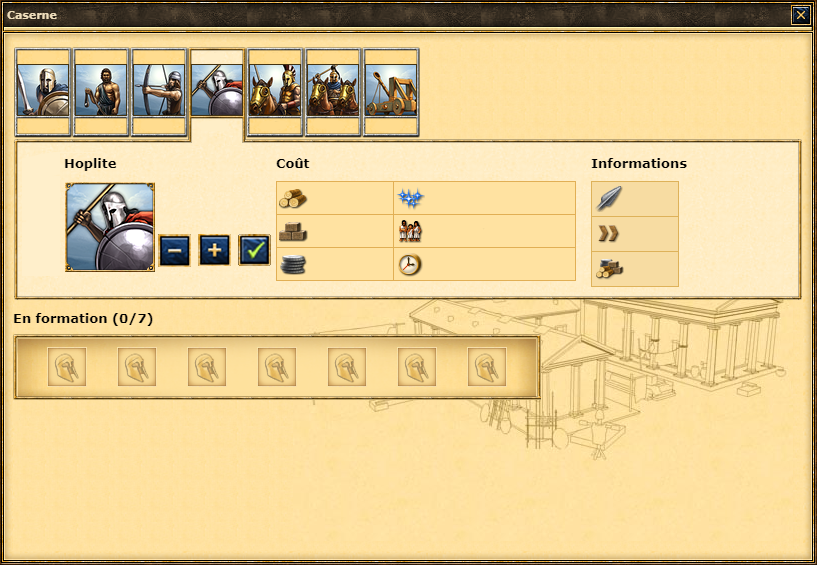 Caserne
Hoplite
Coût
Informations
En formation (0/7)